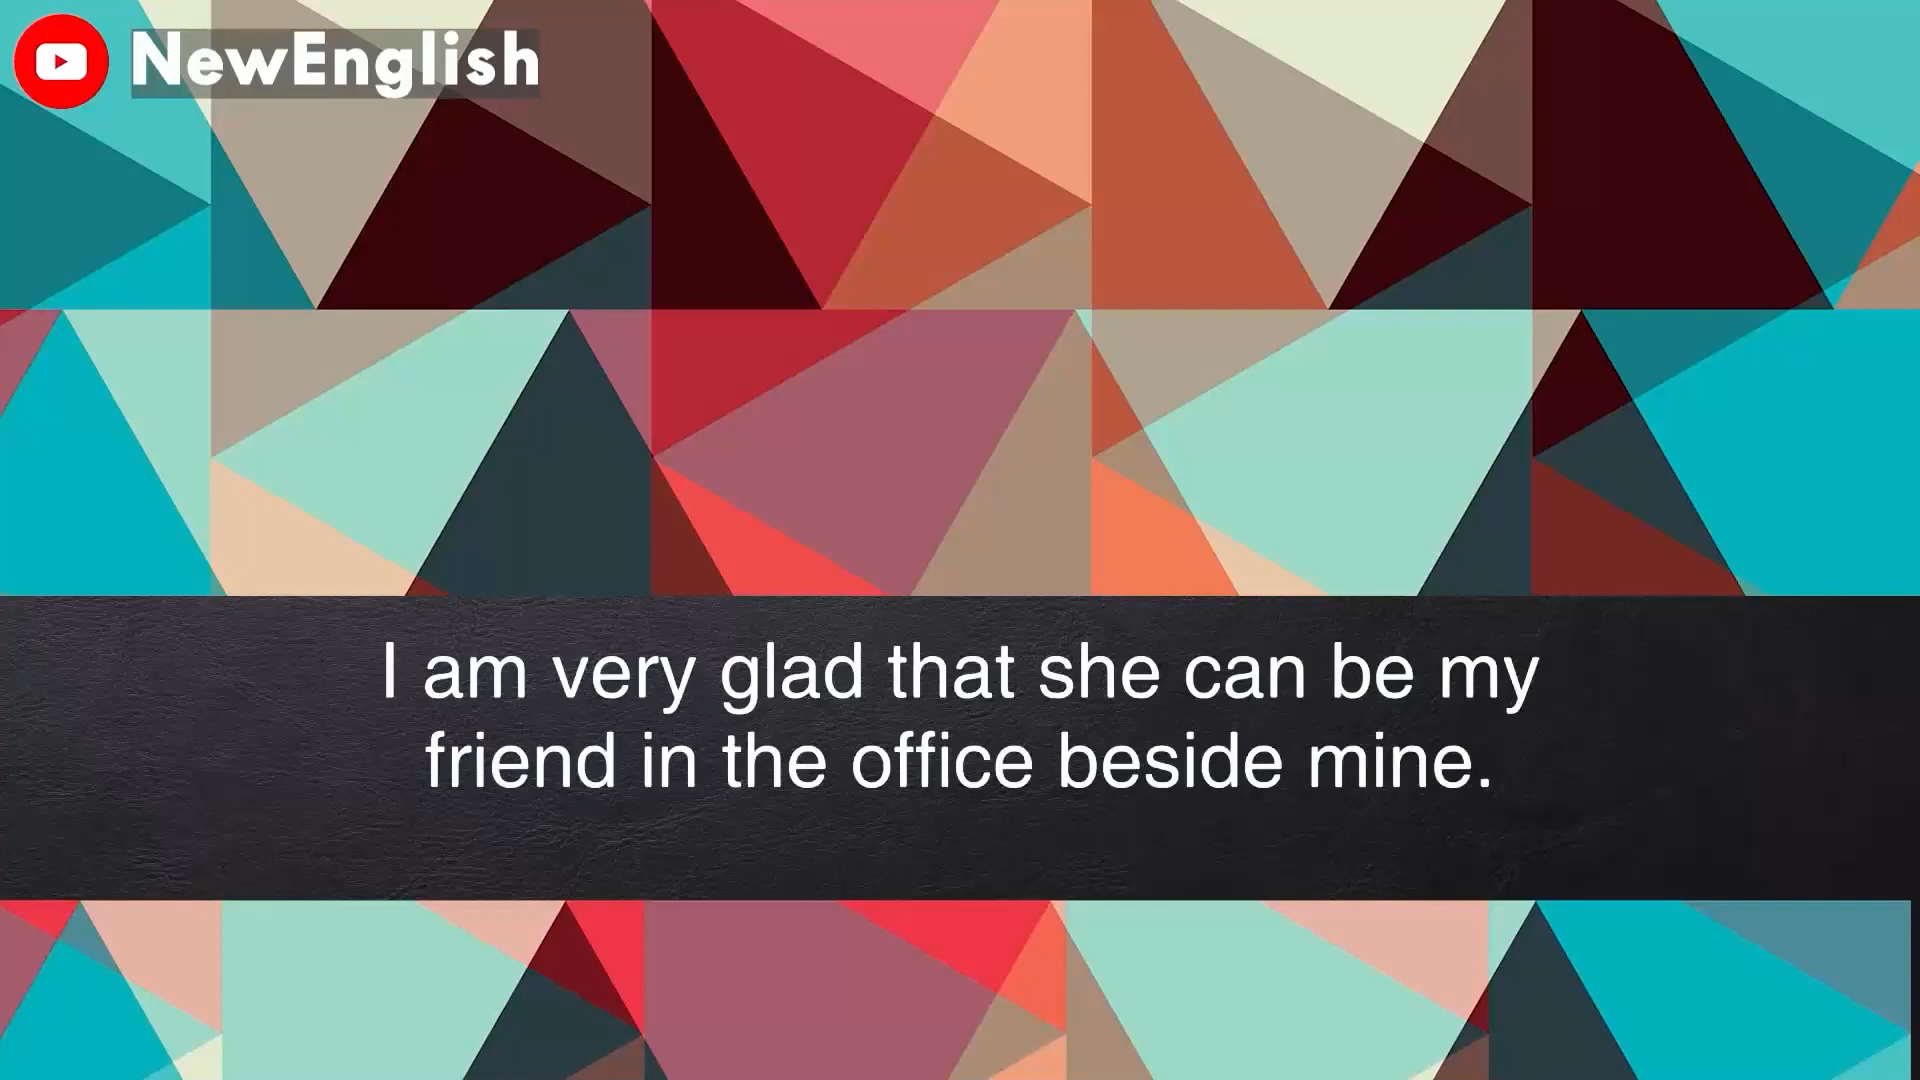 NewEnglish
I am very glad that she can be my
friend in the office beside mine.